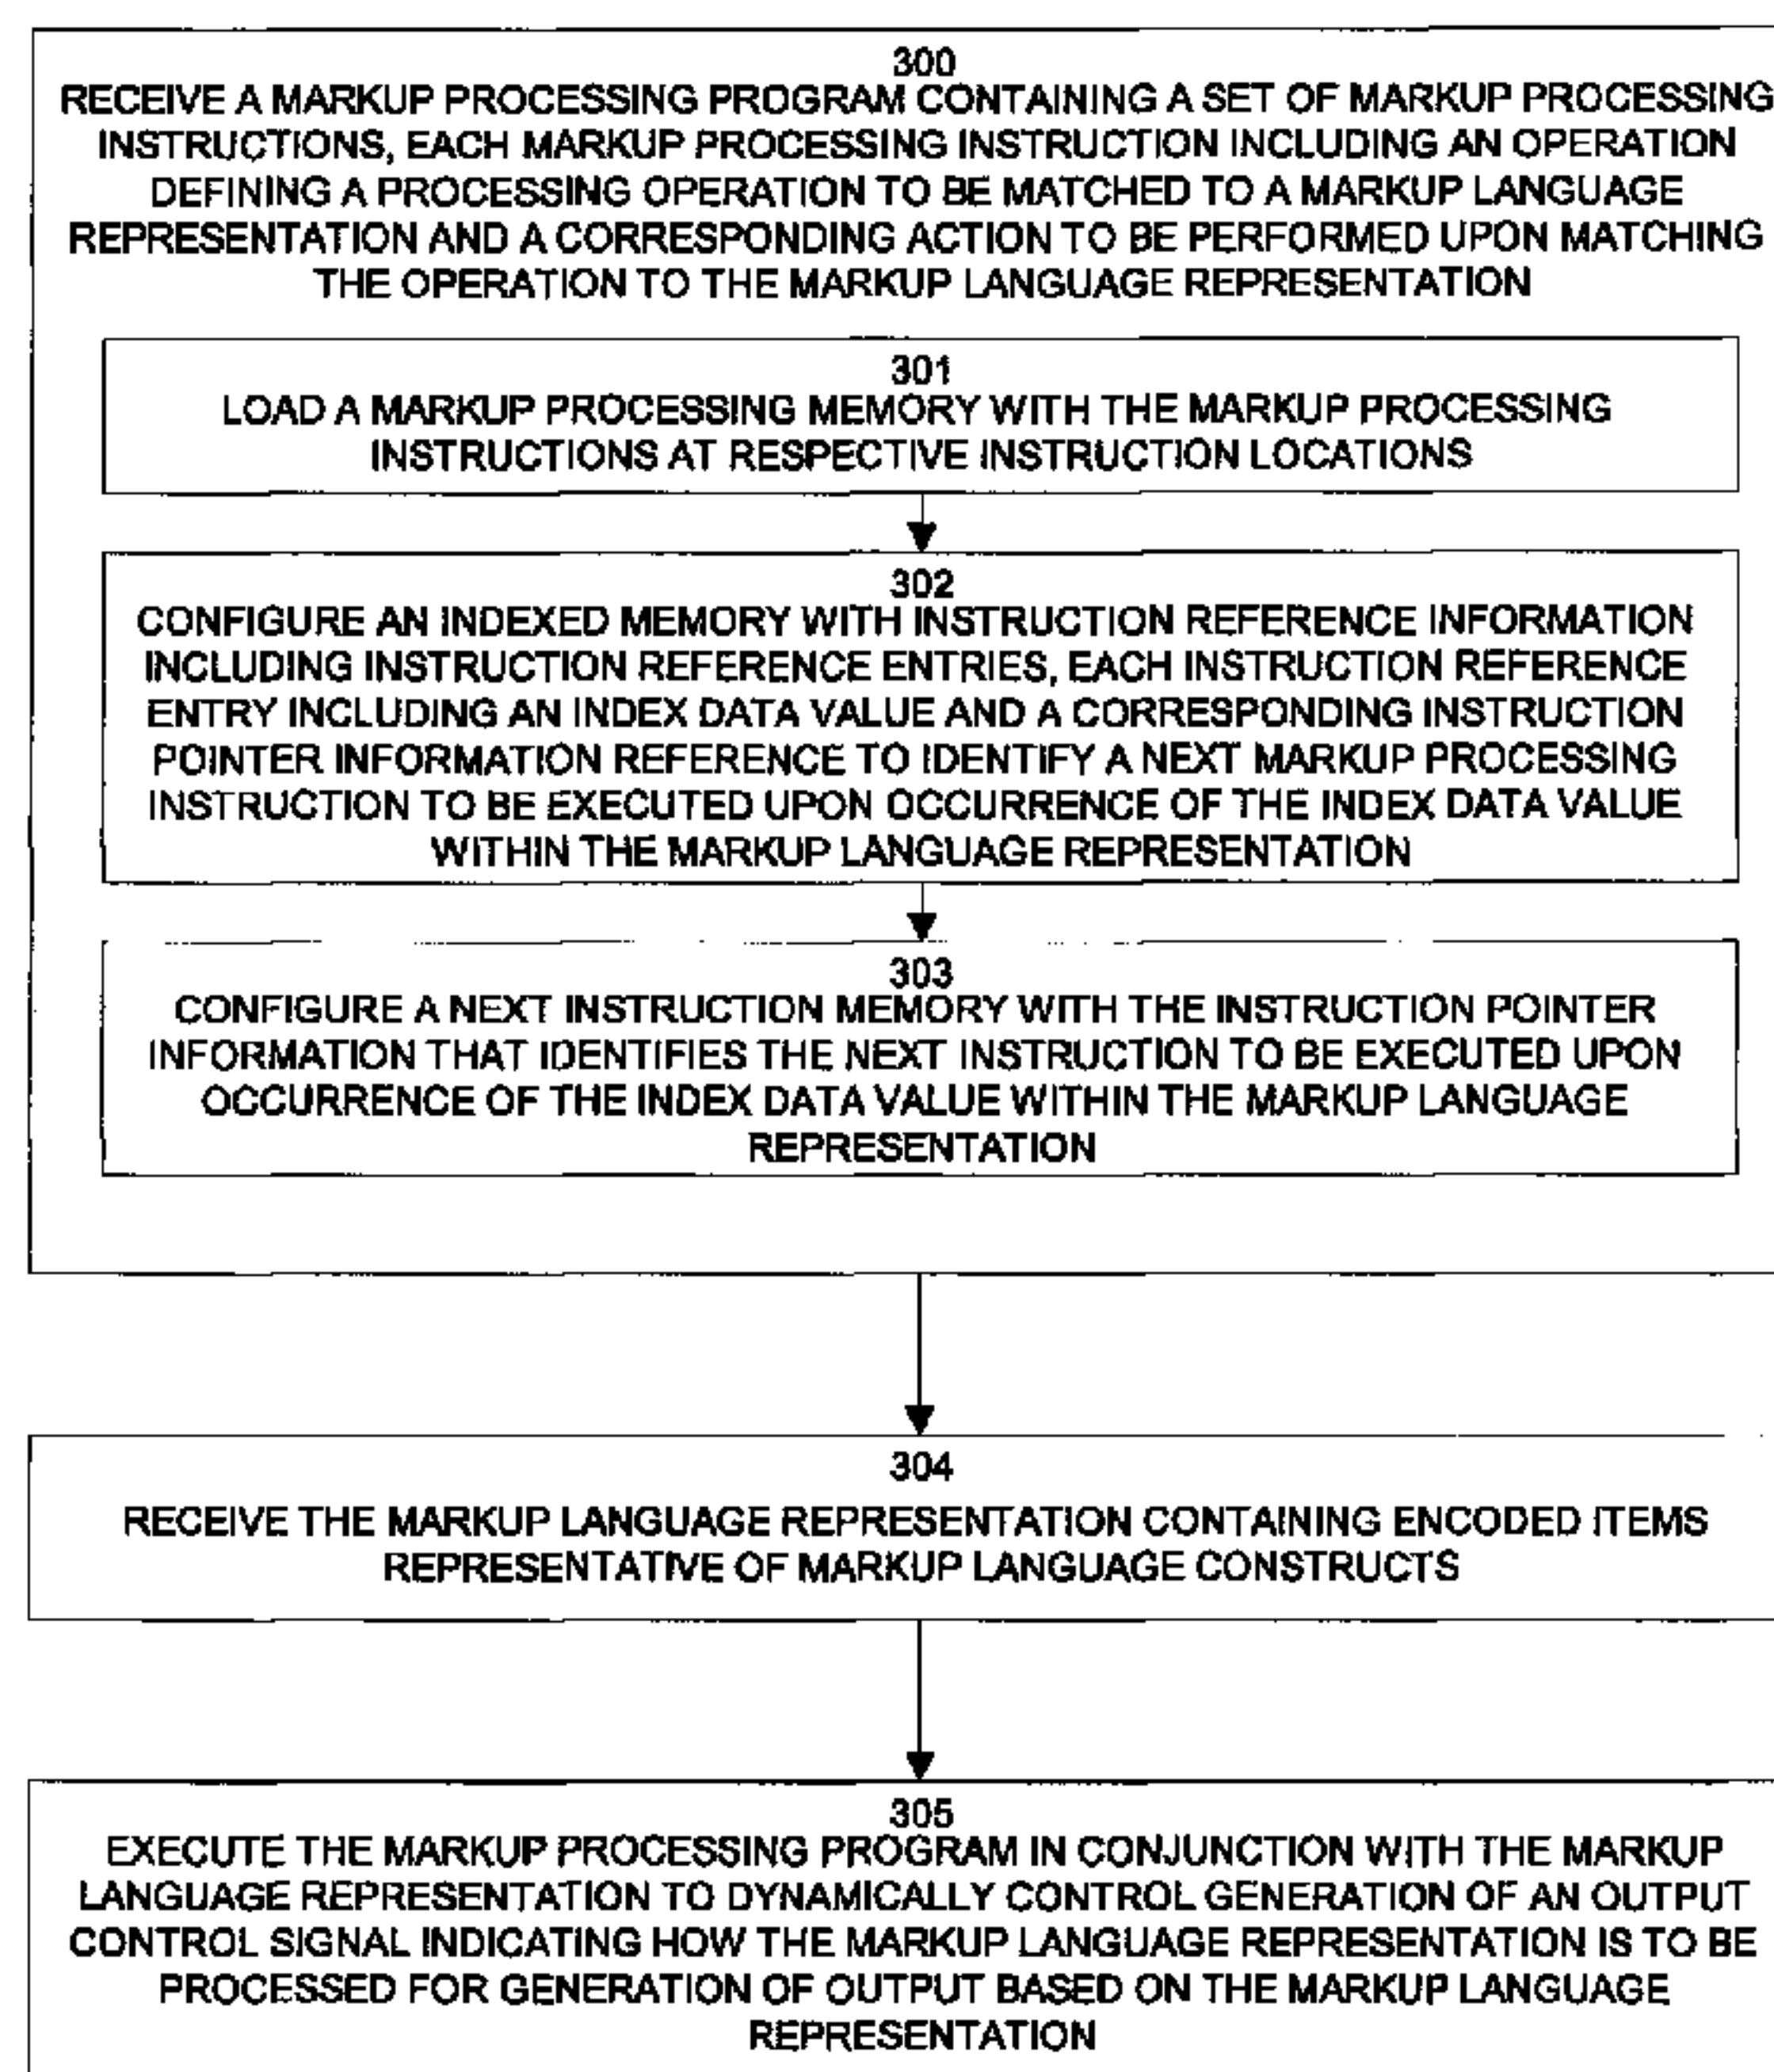 300
RECEIVE A MARKUP PROCESSING PROGRAM CONTAINING A SET OF MARKUP PROCESSING
INSTRUCTIONS, EACH MARKUP PROCESSING INSTRUCTION INCLUDING AN OPERATION
DEFINING A PROCESSING OPERATION TO BE MATCHED TO A MARKUP LANGUAGE
REPRESENTATION AND A CORRESPONDING ACTION TO BE PERFORMED UPON MATCHING
THE OPERATION TO THE MARKUP LANGUAGE REPRESENTATION
301
LOAD A MARKUP PROCESSING MEMORY WITH THE MARKUP PROCESSING
INSTRUCTIONS AT RESPECTIVE INSTRUCTION LOCATIONS
302
CONFIGURE AN INDEXED MEMORY WITH INSTRUCTION REFERENCE INFORMATION
INCLUDING INSTRUCTION REFERENCE ENTRIES, EACH INSTRUCTION REFERENCE
ENTRY INCLUDING AN INDEX DATA VALUE AND A CORRESPONDING INSTRUCTION
POINTER INFORMATION REFERENCE TO IDENTIFY A NEXT MARKUP PROCESSING
INSTRUCTION TO BE EXECUTED UPON OCCURRENCE OF THE INDEX DATA VALUE
WITHIN THE MARKUP LANGUAGE REPRESENTATION
303
CONFIGURE A NEXT INSTRUCTION MEMORY WITH THE INSTRUCTION POINTER
INFORMATION THAT IDENTIFIES THE NEXT INSTRUCTION TO BE EXECUTED UPON
OCCURRENCE OF THE INDEX DATA VALUE WITHIN THE MARKUP LANGUAGE
REPRESENTATION
304
RECEIVE THE MARKUP LANGUAGE REPRESENTATION CONTAINING ENCODED ITEMS
REPRESENTATIVE OF MARKUP LANGUAGE CONSTRUCTS
305
EXECUTE THE MARKUP PROCESSING PROGRAM IN CONJUNCTION WITH THE MARKUP
LANGUAGE REPRESENTATION TO DYNAMICALLY CONTROL GENERATION OF AN OUTPUT
CONTROL SIGNAL INDICATING HOW THE MARKUP LANGUAGE REPRESENTATION IS TO BE
PROCESSED FOR GENERATION OF OUTPUT BASED ON THE MARKUP LANGUAGE
REPRESENTATION